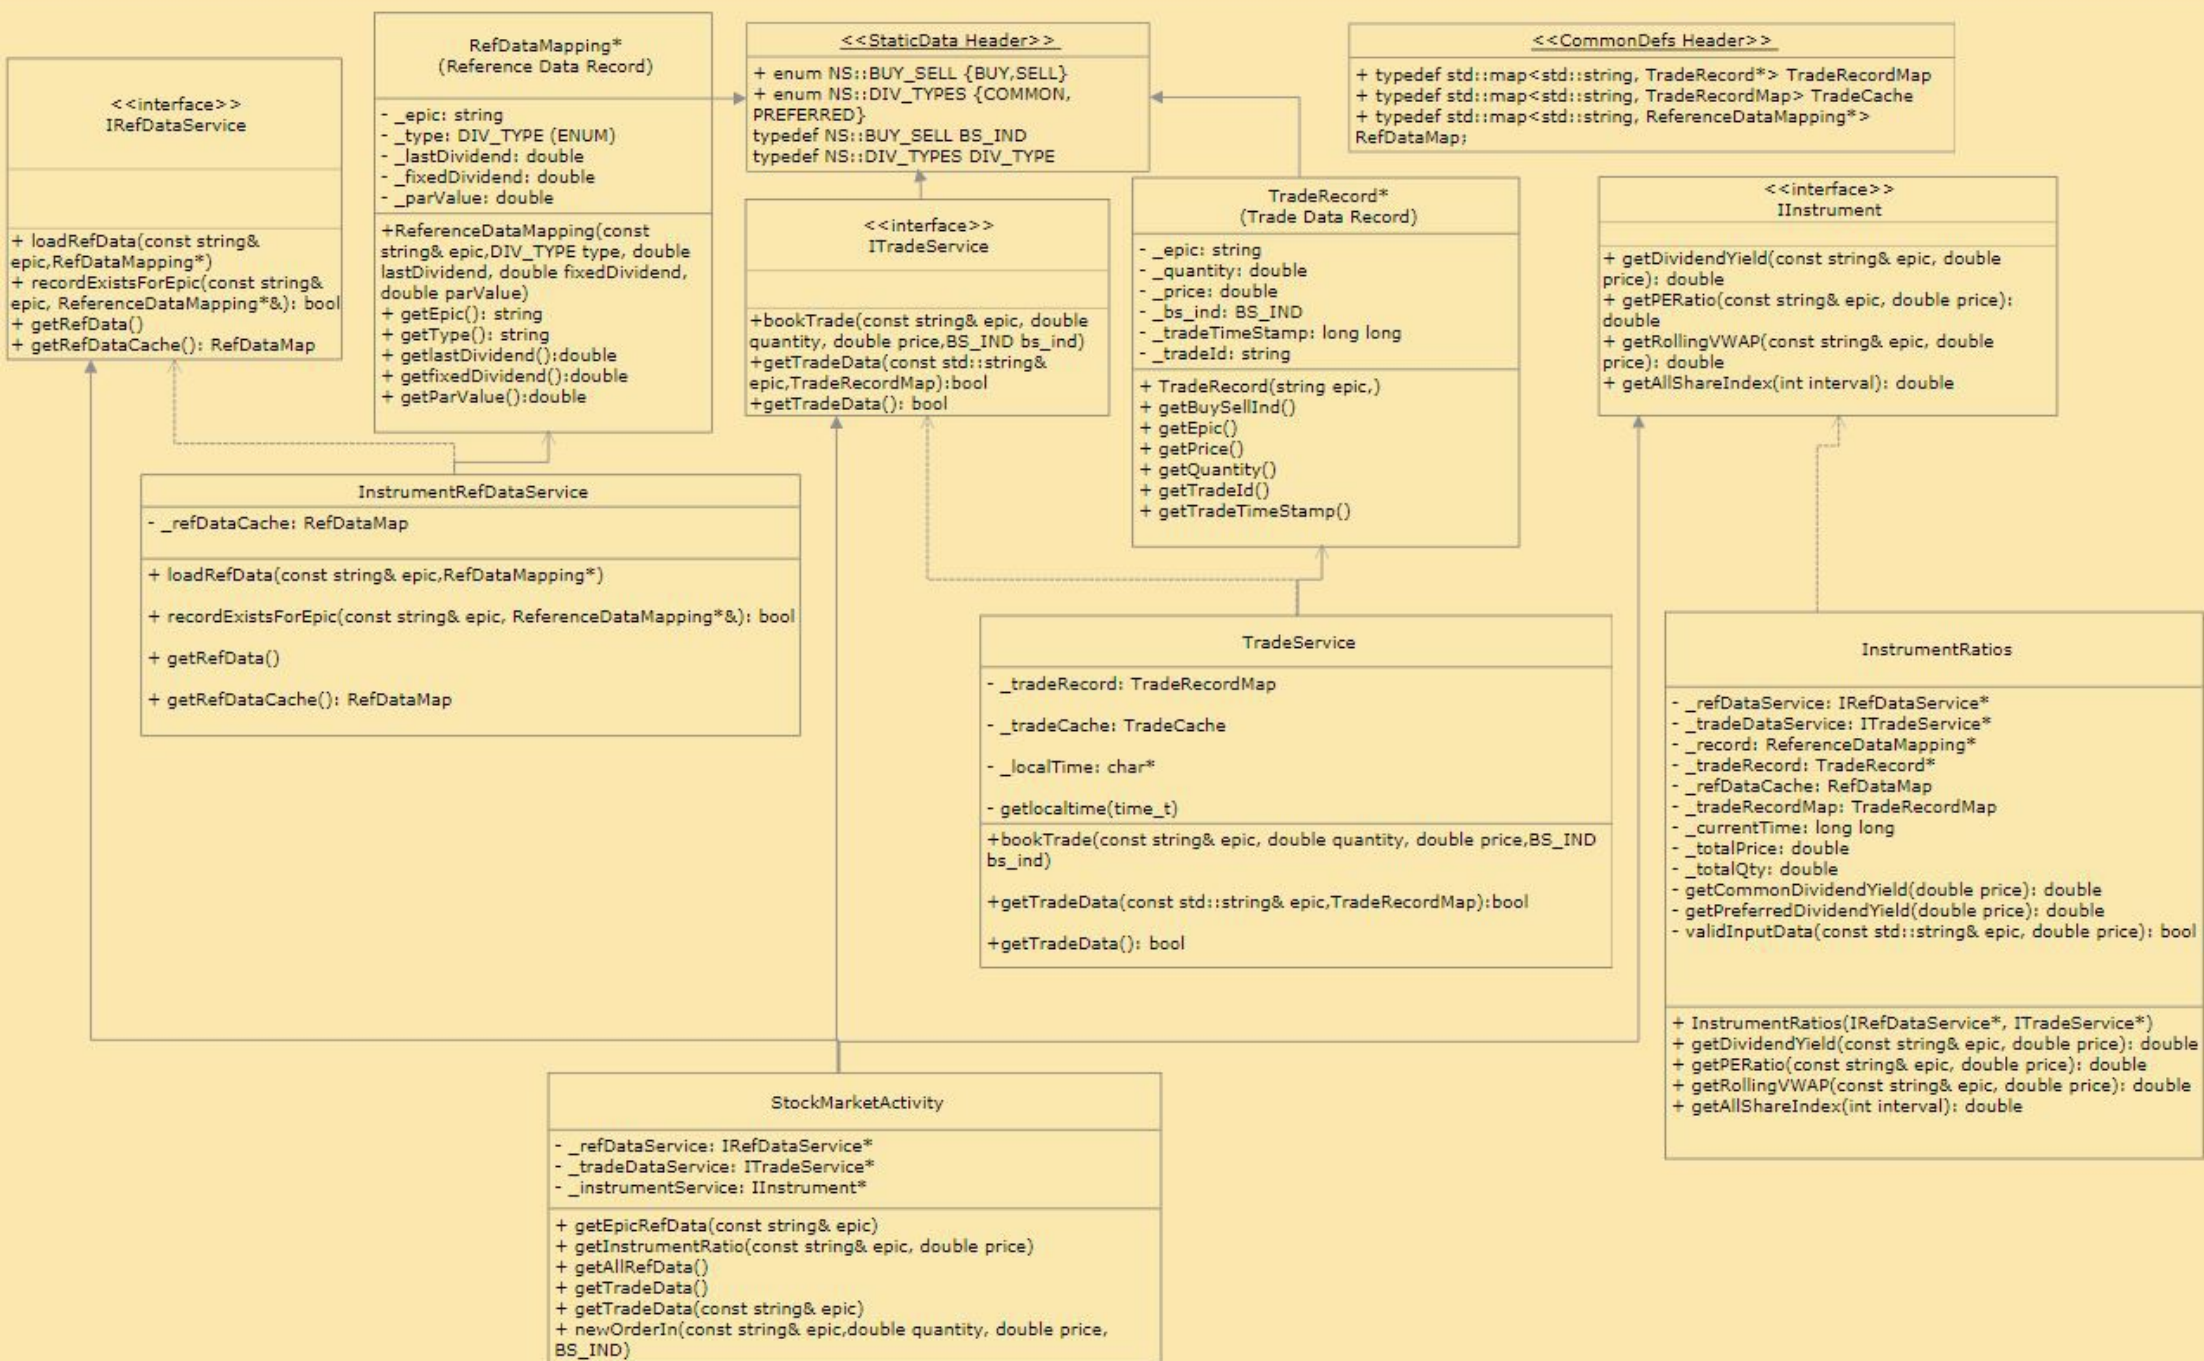 <<interface>>
IRefDataService
+ loadRefData(const string&
epic,RefDataMapping*)
+ recordExistsForEpic(const string&
epic, ReferenceDataMapping*&): bool
+ getRefData()
+ getRefDataCache(): RefDataMap
RefDataMapping*
(Reference Data Record)
- _epic: string
- _type: DIV_TYPE (ENUM)
- _lastDividend: double
- _fixedDividend: double
- _parValue: double
+ReferenceDataMapping(const
string& epic,DIV_TYPE type, double
lastDividend, double fixedDividend,
double parValue)
+ getEpic(): string
+ getType(): string
+ getlastDividend():double
+ getfixedDividend():double
+ getParValue():double
<<StaticData Header>>
+ enum NS::BUY_SELL {BUY,SELL}
+ enum NS::DIV_TYPES {COMMON,
PREFERRED}
typedef NS::BUY_SELL BS_IND
typedef NS::DIV_TYPES DIV_TYPE
<<CommonDefs Header>>
+ typedef std::map<std::string, TradeRecord*> TradeRecordMap
+ typedef std::map<std::string, TradeRecordMap> TradeCache
+ typedef std::map<std::string, ReferenceDataMapping*>
RefDataMap;
<<interface>>
ITradeService
+bookTrade(const string& epic, double
quantity, double price,BS_IND bs_ind)
+getTradeData(const std::string&
epic,TradeRecordMap):bool
+getTradeData(): bool
TradeRecord*
(Trade Data Record)
- _epic: string
- _quantity: double
- _price: double
- _bs_ind: BS_IND
- _tradeTimeStamp: long long
- _tradeId: string
+ TradeRecord(string epic,)
+ getBuySellInd()
+ getEpic()
+ getPrice()
+ getQuantity()
+ getTradeId()
+ getTradeTimeStamp()
<<interface>>
IInstrument
+ getDividendYield(const string& epic, double
price): double
+ getPERatio(const string& epic, double price):
double
+ getRollingVWAP(const string& epic, double
price): double
+ getAllShareIndex(int interval): double
InstrumentRefDataService
- _refDataCache: RefDataMap
+ loadRefData(const string& epic,RefDataMapping*)
+ recordExistsForEpic(const string& epic, ReferenceDataMapping*&): bool
+ getRefData()
+ getRefDataCache(): RefDataMap
TradeService
- _tradeRecord: TradeRecordMap
- _tradeCache: TradeCache
- _localTime: char*
- getlocaltime(time_t)
+bookTrade(const string& epic, double quantity, double price,BS_IND
bs_ind)
+getTradeData(const std::string& epic,TradeRecordMap):bool
+getTradeData(): bool
InstrumentRatios
- _refDataService: IRefDataService*
- _tradeDataService: ITradeService*
- _record: ReferenceDataMapping*
- _tradeRecord: TradeRecord*
- _refDataCache: RefDataMap
- _tradeRecordMap: TradeRecordMap
- _currentTime: long long
- _totalPrice: double
- _totalQty: double
- getCommonDividendYield(double price): double
- getPreferredDividendYield(double price): double
- validInputData(const std::string& epic, double price): bool
+ InstrumentRatios(IRefDataService*, ITradeService*)
+ getDividendYield(const string& epic, double price): double
+ getPERatio(const string& epic, double price): double
+ getRollingVWAP(const string& epic, double price): double
+ getAllShareIndex(int interval): double
StockMarketActivity
- _refDataService: IRefDataService*
- _tradeDataService: ITradeService*
- _instrumentService: IInstrument*
+ getEpicRefData(const string& epic)
+ getInstrumentRatio(const string& epic, double price)
+ getAllRefData()
+ getTradeData()
+ getTradeData(const string& epic)
+ newOrderIn(const string& epic,double quantity, double price,
BS_IND)